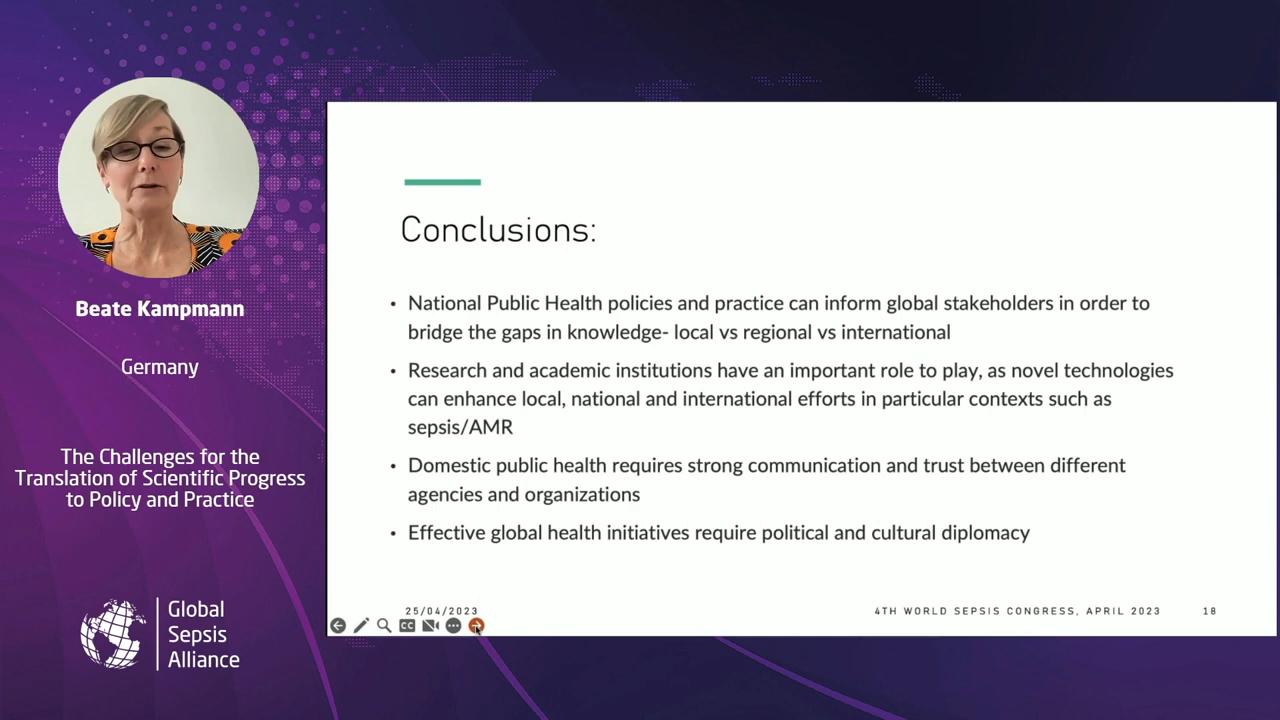 Beate Kampmann
Germany
The Challenges for the
Translation of Scientific Progress
to Policy and Practice
Global
Sepsis
Alliance
Conclusions:
• National Public Health policies and practice can inform global stakeholders in order to
bridge the gaps in knowledge- local vs regional vs international
• Research and academic institutions have an important role to play, as novel technologies
can enhance local, national and international efforts in particular contexts such as
sepsis/AMR
• Domestic public health requires strong communication and trust between different
agencies and organizations
• Effective global health initiatives require political and cultural diplomacy
25/04/2023
4TH WORLD SEPSIS CONGRESS, APRIL 2023
18
CC